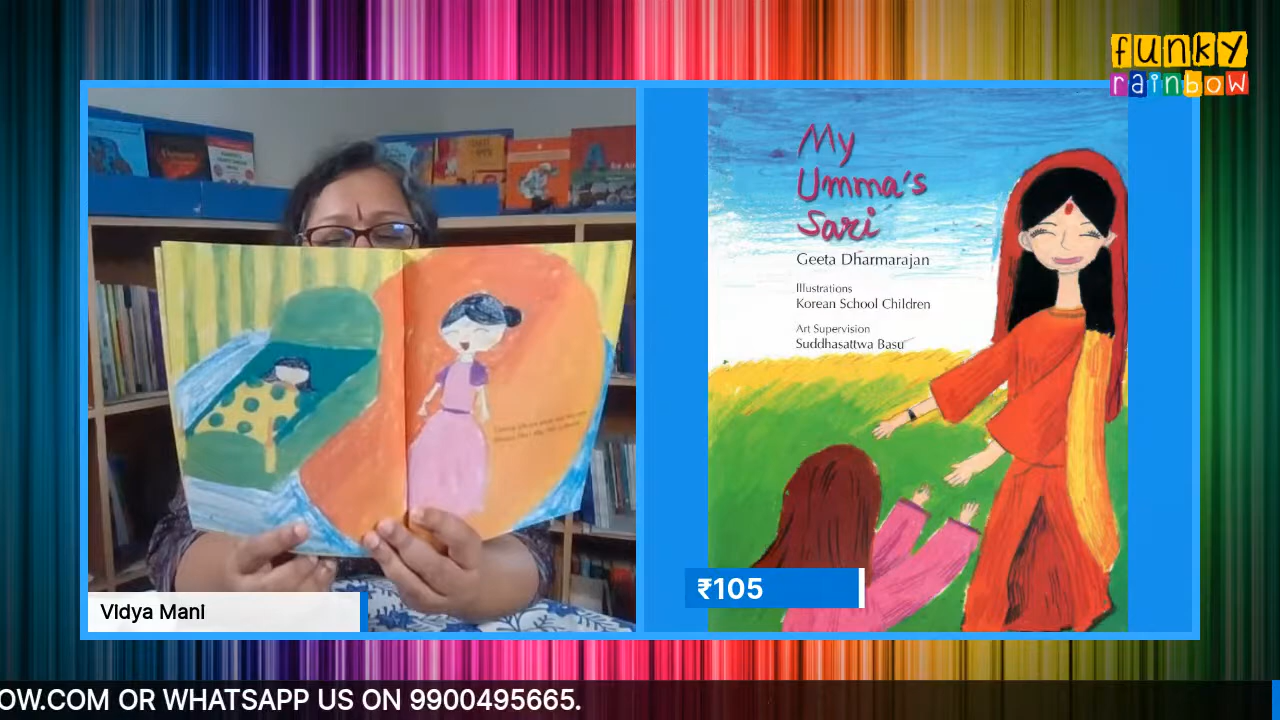 funky
rainbow
My
Umma's
Sari
Geeta Dharmarajan
Illustrations
Korean School Children
Art Supervision
Suddhasattwa Basu
₹105
Vidya Mani
OW.COM OR WHATSAPP US ON 9900495665.